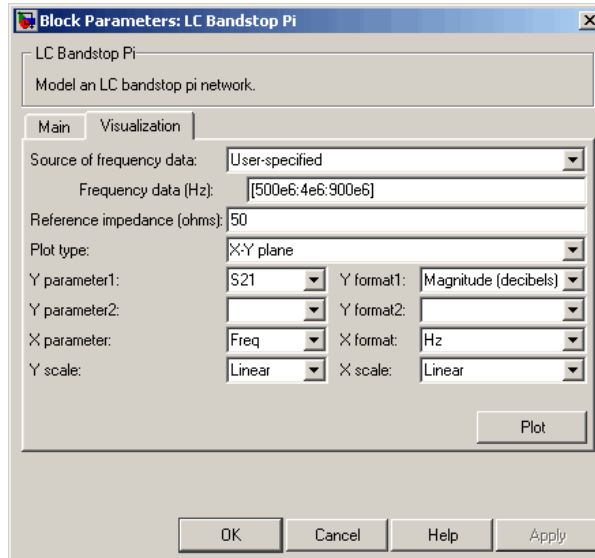 Block Parameters: LC Bandstop Pi
LC Bandstop Pi
Model an LC bandstop pi network.
Main Visualization
Source of frequency data: User-specified
Frequency data (Hz): [500e6:4e6:900e6]
Reference impedance (ohms): 50
Plot type: X-Y plane
Y parameter1: S21 Y format1: Magnitude (decibels)
Y parameter2: Y format2:
X parameter: Freq X format: Hz
Y scale: Linear X scale: Linear
Plot
OK Cancel Help Apply